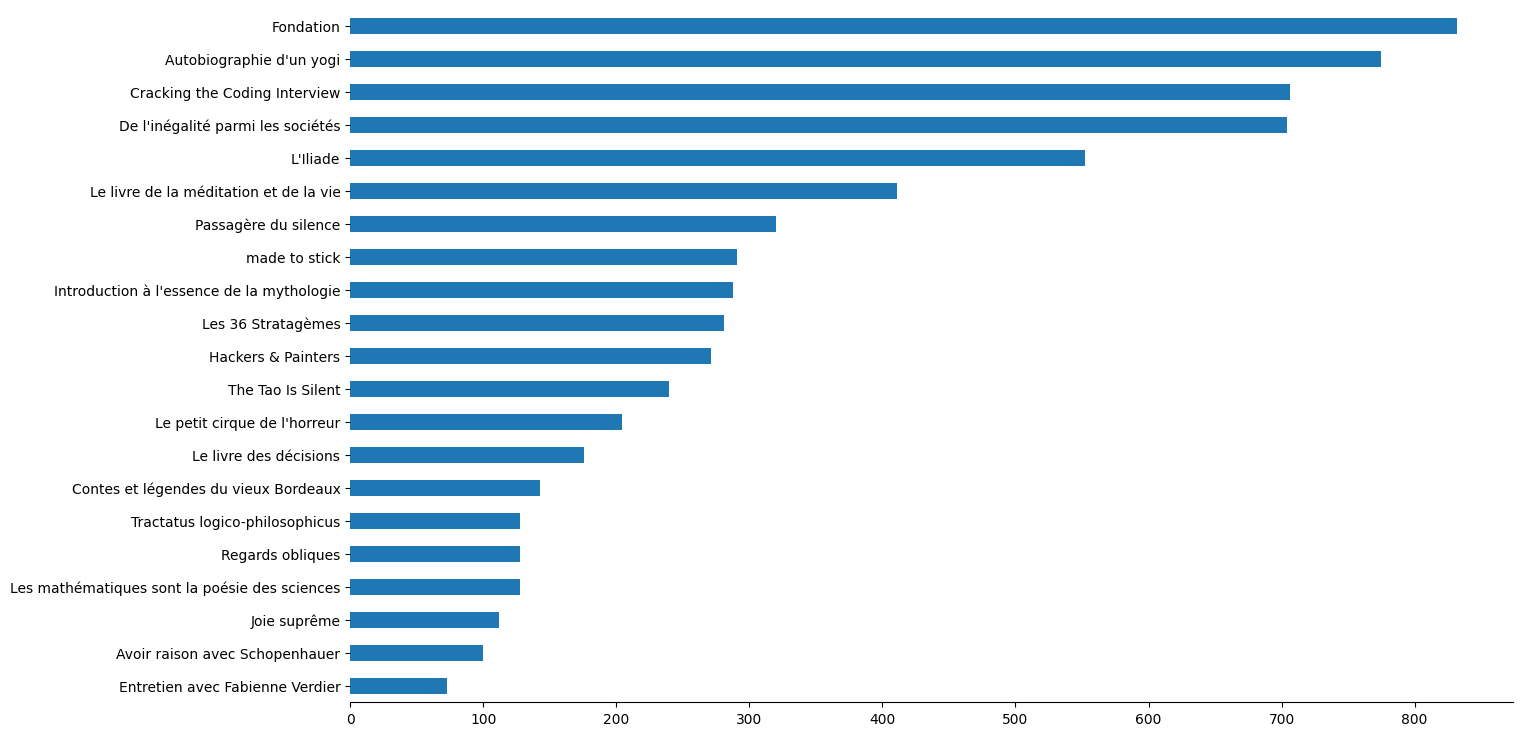 Fondation
Autobiographie d'un yogi
Cracking the Coding Interview
De l'inégalité parmi les sociétés
L'Iliade
Le livre de la méditation et de la vie
Passagère du silence
made to stick
Introduction à l'essence de la mythologie
Les 36 Stratagèmes
Hackers & Painters
The Tao Is Silent
Le petit cirque de l'horreur
Le livre des décisions
Contes et légendes du vieux Bordeaux
Tractatus logico-philosophicus
Regards obliques
Les mathématiques sont la poésie des sciences
Joie suprême
Avoir raison avec Schopenhauer
Entretien avec Fabienne Verdier
0 100 200 300 400 500 600 700 800